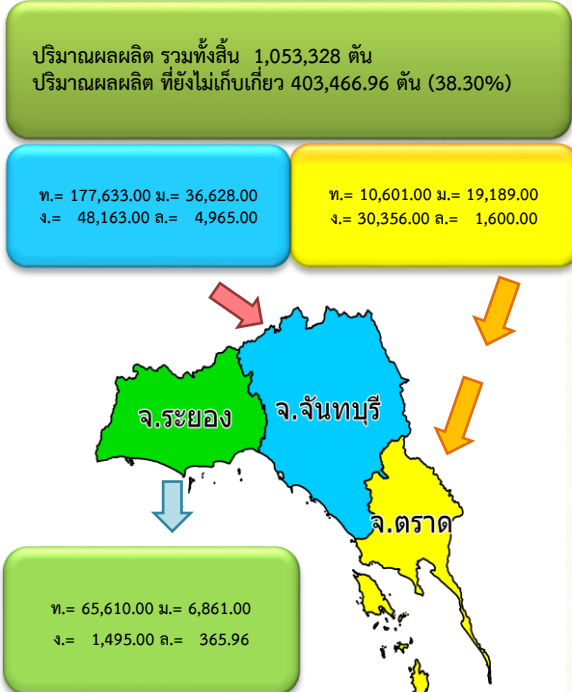 ปริมาณผลผลิต รวมทั้งสิ้น 1,053,328 ตัน
ปริมาณผลผลิต ที่ยังไม่เก็บเกี่ยว 403,466.96 ตัน (38.30%)
ท.= 177,633.00 ม.= 36,628.00
ง.= 48,163.00 ล.= 4,965.00
ท.= 10,601.00 ม.= 19,189.00
ง.= 30,356.00 ล.= 1,600.00
จ.ระยอง
จ.จันทบุรี
จ.ตราด
ท.= 65,610.00 ม.= 6,861.00
ง.= 1,495.00 ล.= 365.96